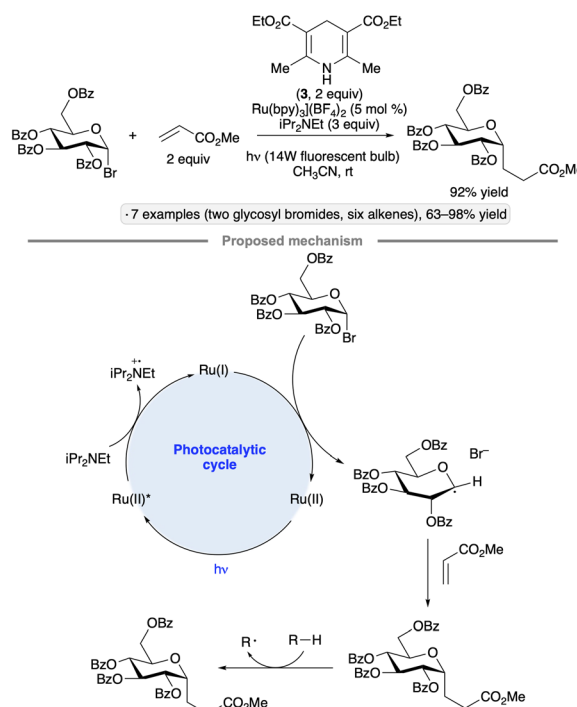 EtO₂C CO₂Et
Me N Me
H
(3, 2 equiv)
Ru(bpy)₃](BF₄)₂ (5 mol %)
iPr₂NEt (3 equiv)
hν (14W fluorescent bulb)
CH₃CN, rt
OBz
BzO O
BzO
BzO
Br
+
CO₂Me
2 equiv
OBz
BzO O
BzO
BzO
CO₂Me
92% yield
·7 examples (two glycosyl bromides, six alkenes), 63–98% yield
Proposed mechanism
OBz
BzO O
BzO
BzO
Br
iPr₂NEt
+•
Ru(I)
iPr₂NEt
Photocatalytic
cycle
Ru(II)*
Ru(II)
hν
OBz
BzO O
BzO H
•
OBz
Br–
CO₂Me
R• R–H
OBz
BzO O
BzO
BzO
CO₂Me
OBz
BzO O
BzO
BzO
CO₂Me